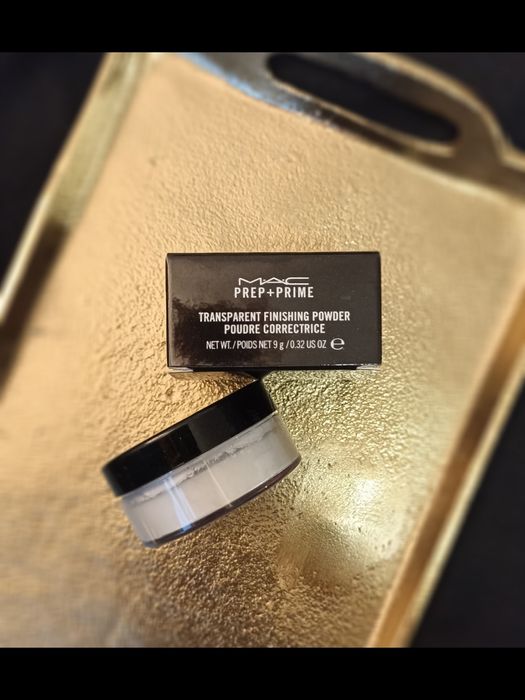 MAC
PREP+PRIME
TRANSPARENT FINISHING POWDER
POUDRE CORRECTRICE
NET WT./POIDS NET 9 g / 0.32 US OZ ℮